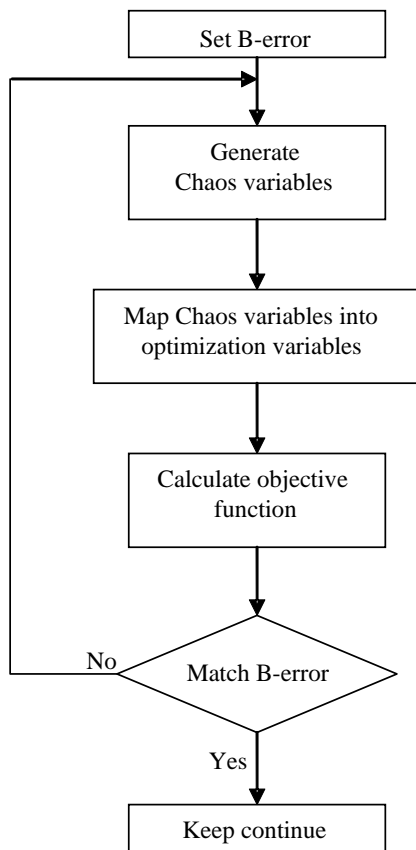 Set B-error
Generate
Chaos variables
Map Chaos variables into
optimization variables
Calculate objective
function
No
Match B-error
Yes
Keep continue